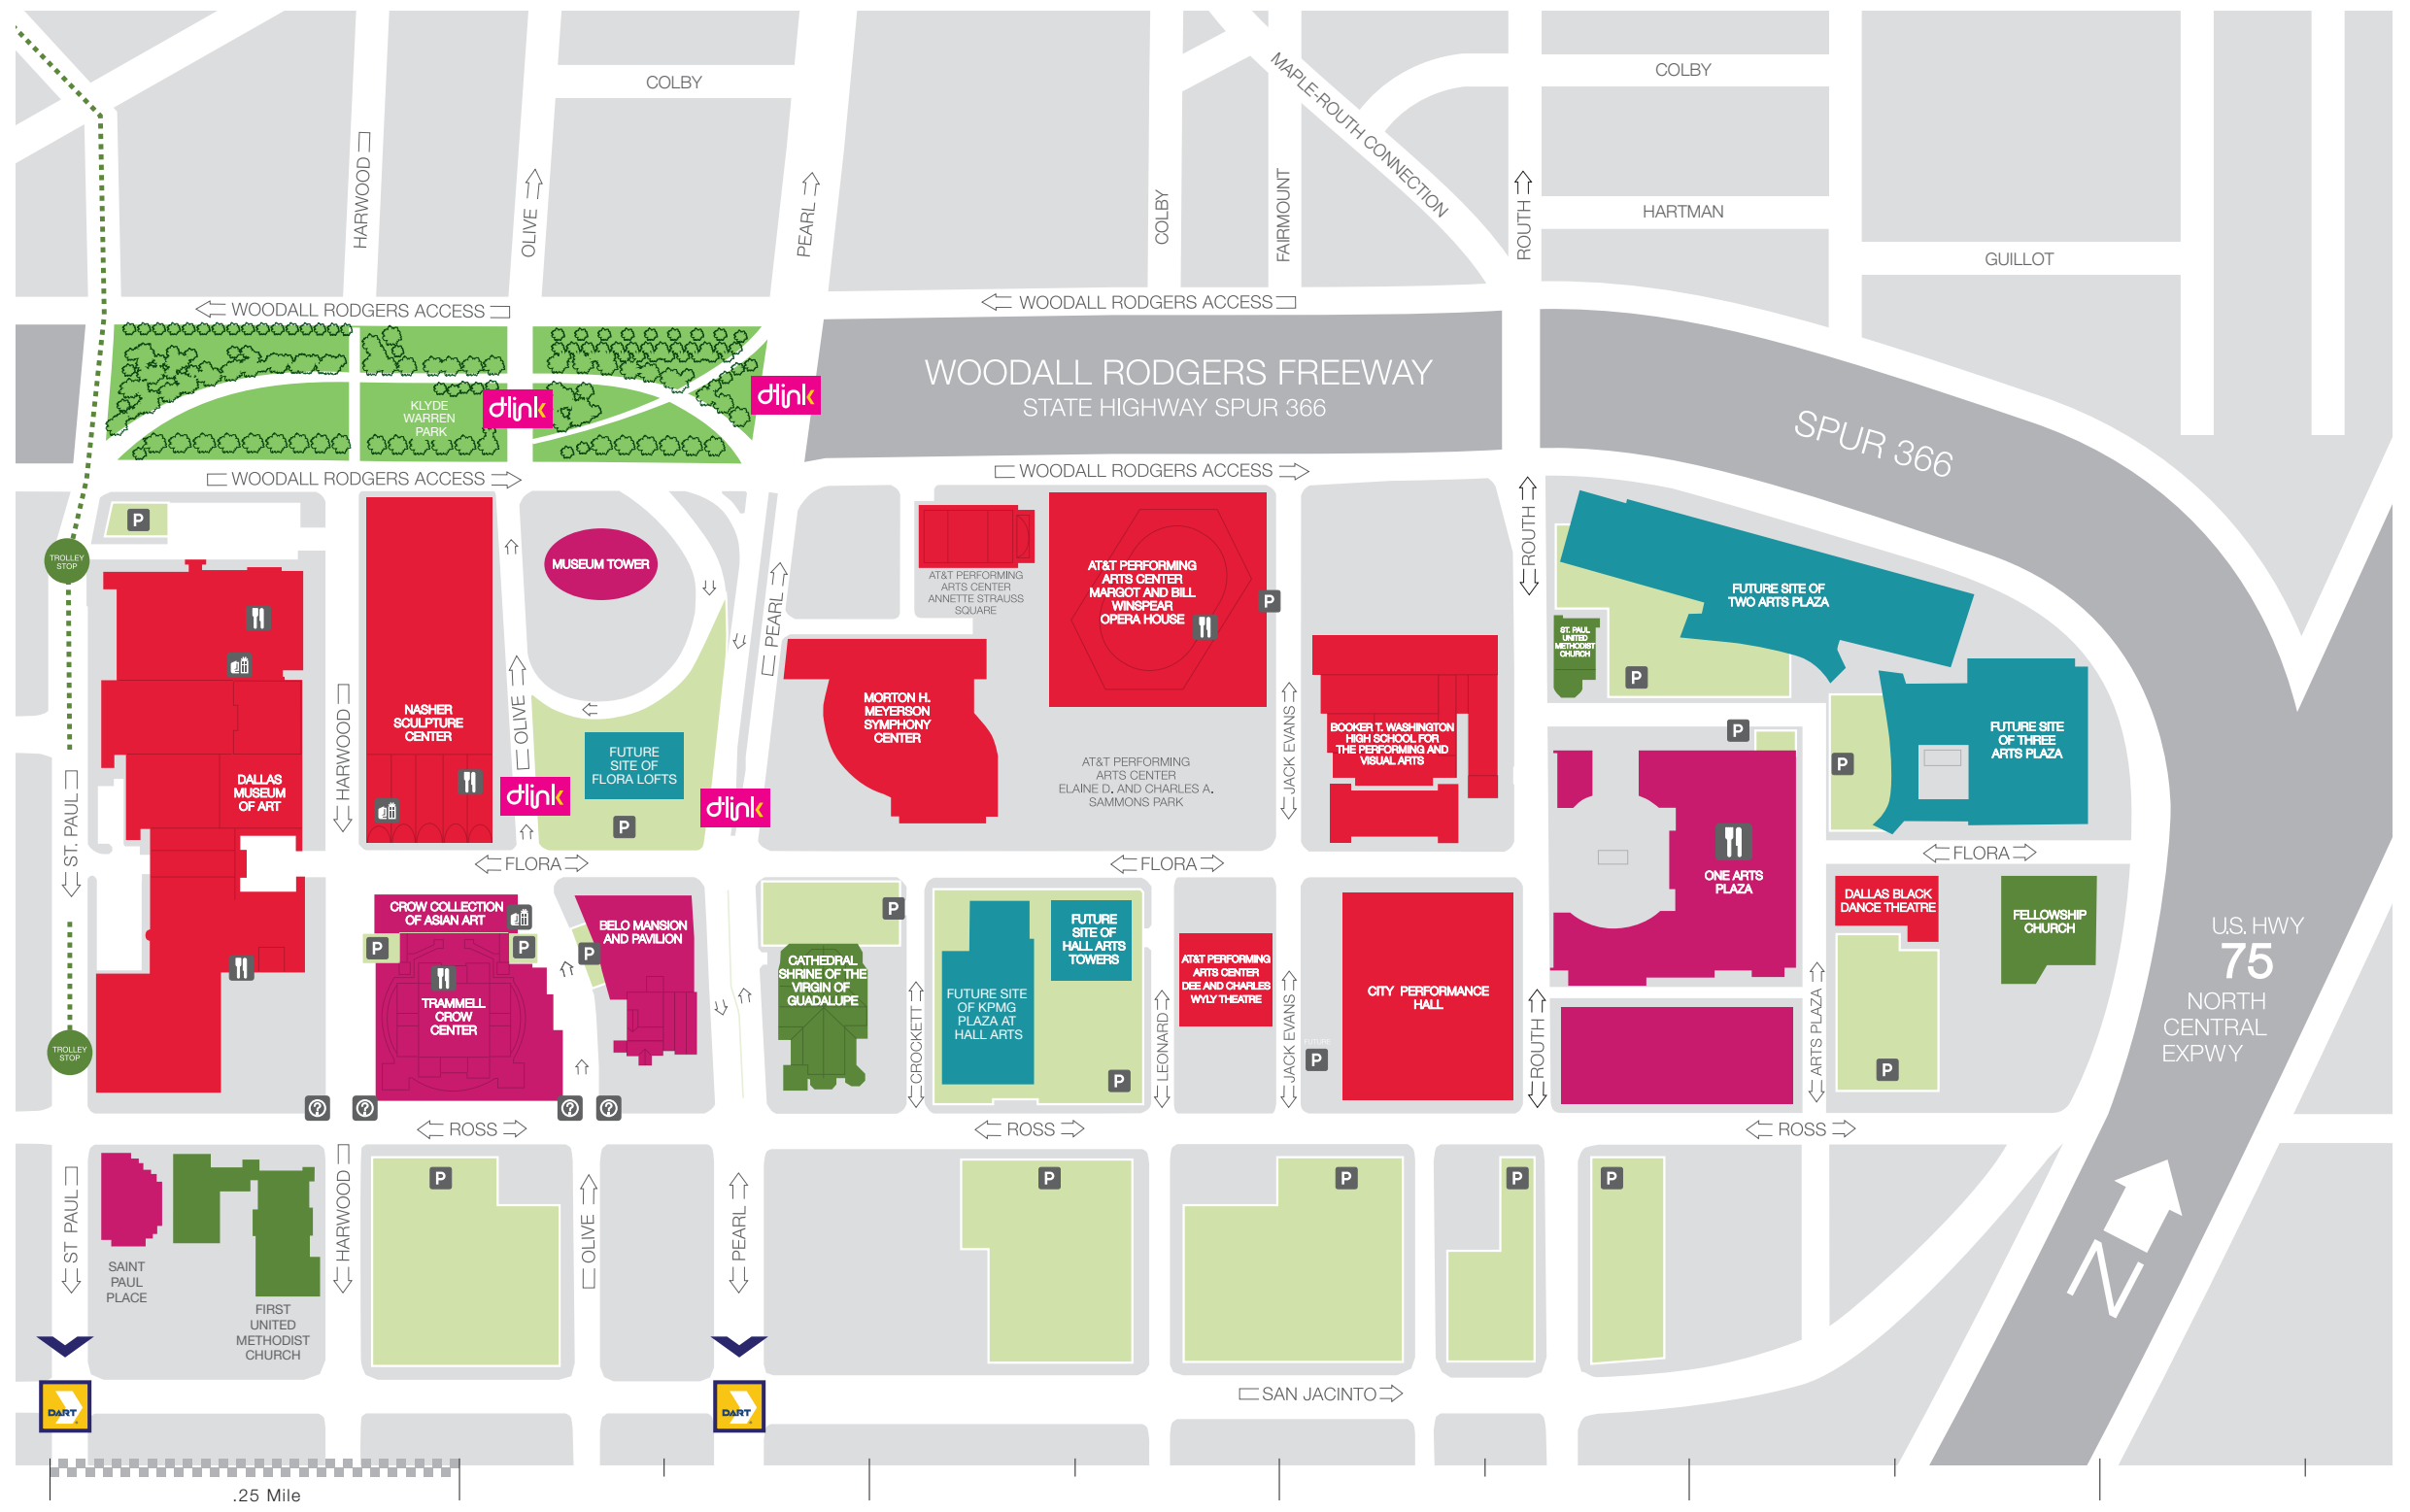 COLBY
COLBY
MAPLE-ROUTH CONNECTION
HARWOOD
OLIVE
PEARL
COLBY
FAIRMOUNT
ROUTH
HARTMAN
GUILLOT
WOODALL RODGERS ACCESS
WOODALL RODGERS ACCESS
WOODALL RODGERS FREEWAY
STATE HIGHWAY SPUR 366
SPUR 366
KLYDE
WARREN
PARK
dlink
dlink
WOODALL RODGERS ACCESS
WOODALL RODGERS ACCESS
P
TROLLEY
STOP
MUSEUM TOWER
AT&T PERFORMING
ARTS CENTER
ANNETTE STRAUSS
SQUARE
AT&T PERFORMING
ARTS CENTER
MARGOT AND BILL
WINSPEAR
OPERA HOUSE
P
ROUTH
FUTURE SITE OF
TWO ARTS PLAZA
ST. PAUL
UNITED
METHODIST
CHURCH
P
PEARL
NASHER
SCULPTURE
CENTER
OLIVE
HARWOOD
ST. PAUL
DALLAS
MUSEUM
OF ART
FUTURE
SITE OF
FLORA LOFTS
P
dlink
dlink
MORTON H.
MEYERSON
SYMPHONY
CENTER
AT&T PERFORMING
ARTS CENTER
ELAINE D. AND CHARLES A.
SAMMONS PARK
JACK EVANS
BOOKER T. WASHINGTON
HIGH SCHOOL FOR
THE PERFORMING AND
VISUAL ARTS
P
P
FUTURE SITE
OF THREE
ARTS PLAZA
FLORA
FLORA
FLORA
ONE ARTS
PLAZA
CROW COLLECTION
OF ASIAN ART
P
P
TRAMMELL
CROW
CENTER
BELO MANSION
AND PAVILION
P
P
CATHEDRAL
SHRINE OF THE
VIRGIN OF
GUADALUPE
CROCKETT
FUTURE SITE
OF KPMG
PLAZA AT
HALL ARTS
FUTURE
SITE OF
HALL ARTS
TOWERS
P
LEONARD
AT&T PERFORMING
ARTS CENTER
DEE AND CHARLES
WYLY THEATRE
JACK EVANS
FUTURE
P
CITY PERFORMANCE
HALL
ROUTH
ARTS PLAZA
DALLAS BLACK
DANCE THEATRE
P
FELLOWSHIP
CHURCH
U.S. HWY
75
NORTH
CENTRAL
EXPWY
TROLLEY
STOP
?
?
?
?
ROSS
ROSS
ROSS
ST PAUL
SAINT
PAUL
PLACE
FIRST
UNITED
METHODIST
CHURCH
HARWOOD
P
OLIVE
PEARL
P
P
P
P
N
SAN JACINTO
DART
DART
.25 Mile